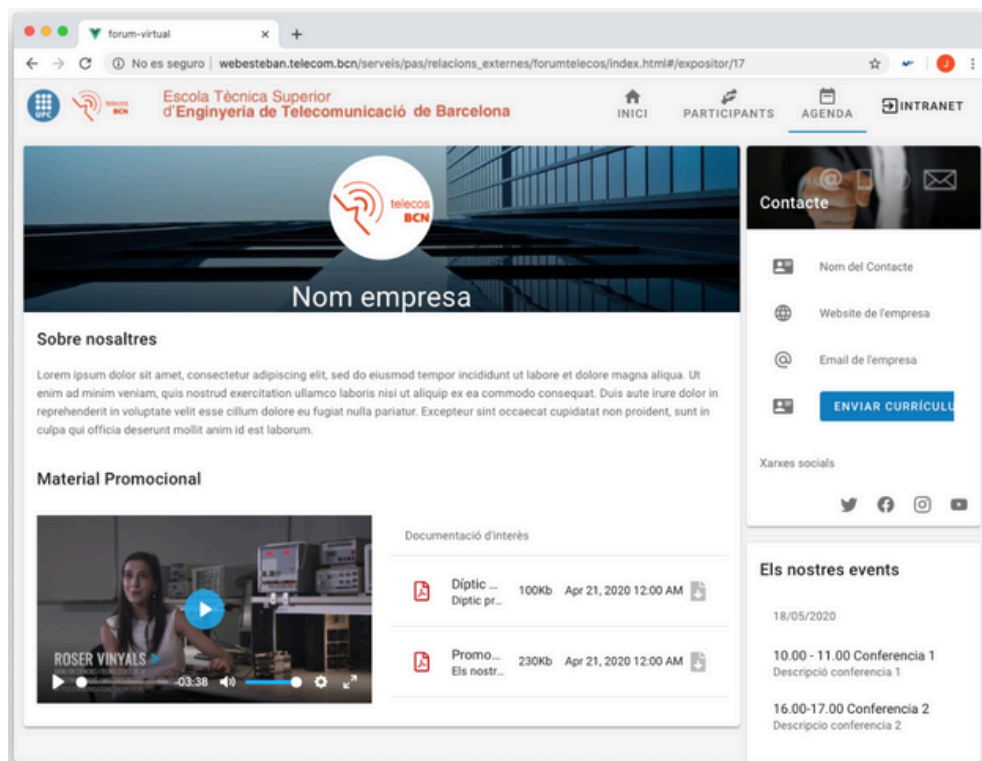 forum-virtual
No es seguro | webesteban.telecom.bcn/serveis/pas/relacions_externes/forumtelecos/index.html#/expositor/17
J
UPC
telecos
BCN
Escola Tècnica Superior
d'Enginyeria de Telecomunicació de Barcelona
INICI
PARTICIPANTS
AGENDA
INTRANET
telecos
BCN
Nom empresa
Sobre nosaltres
Lorem ipsum dolor sit amet, consectetur adipiscing elit, sed do eiusmod tempor incididunt ut labore et dolore magna aliqua. Ut
enim ad minim veniam, quis nostrud exercitation ullamco laboris nisi ut aliquip ex ea commodo consequat. Duis aute irure dolor in
reprehenderit in voluptate velit esse cillum dolore eu fugiat nulla pariatur. Excepteur sint occaecat cupidatat non proident, sunt in
culpa qui officia deserunt mollit anim id est laborum.
Material Promocional
ROSER VINYALS
-03:38
Documentació d'interès
Díptic ...
Diptic pr...
100Kb
Apr 21, 2020 12:00 AM
Promo...
Els nostr...
230Kb
Apr 21, 2020 12:00 AM
Contacte
Nom del Contacte
Website de l'empresa
Email de l'empresa
ENVIAR CURRÍCULU
Xarxes socials
Els nostres events
18/05/2020
10.00 - 11.00 Conferencia 1
Descripció conferencia 1
16.00-17.00 Conferencia 2
Descripcio conferencia 2